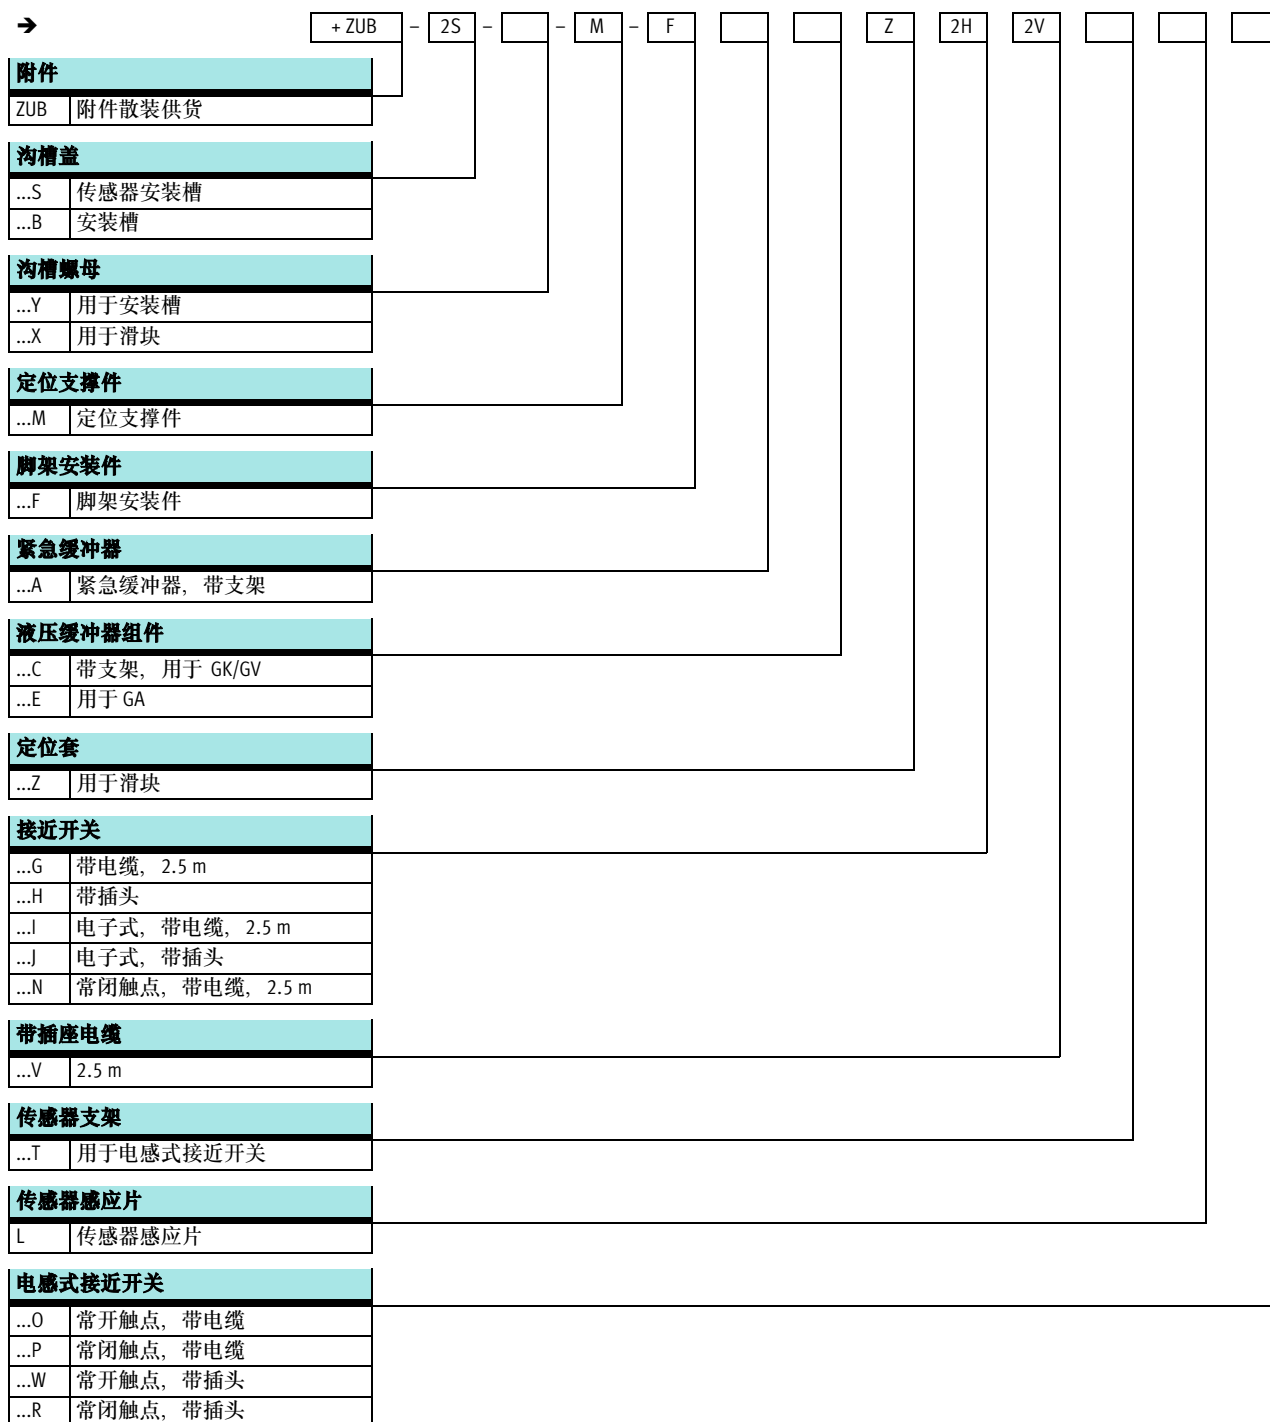 ➔ + ZUB – 2S – – M – F Z 2H 2V
附件
ZUB 附件散装供货
沟槽盖
...S 传感器安装槽
...B 安装槽
沟槽螺母
...Y 用于安装槽
...X 用于滑块
定位支撑件
...M 定位支撑件
脚架安装件
...F 脚架安装件
紧急缓冲器
...A 紧急缓冲器，带支架
液压缓冲器组件
...C 带支架，用于 GK/GV
...E 用于 GA
定位套
...Z 用于滑块
接近开关
...G 带电缆，2.5 m
...H 带插头
...I 电子式，带电缆，2.5 m
...J 电子式，带插头
...N 常闭触点，带电缆，2.5 m
带插座电缆
...V 2.5 m
传感器支架
...T 用于电感式接近开关
传感器感应片
L 传感器感应片
电感式接近开关
...O 常开触点，带电缆
...P 常闭触点，带电缆
...W 常开触点，带插头
...R 常闭触点，带插头